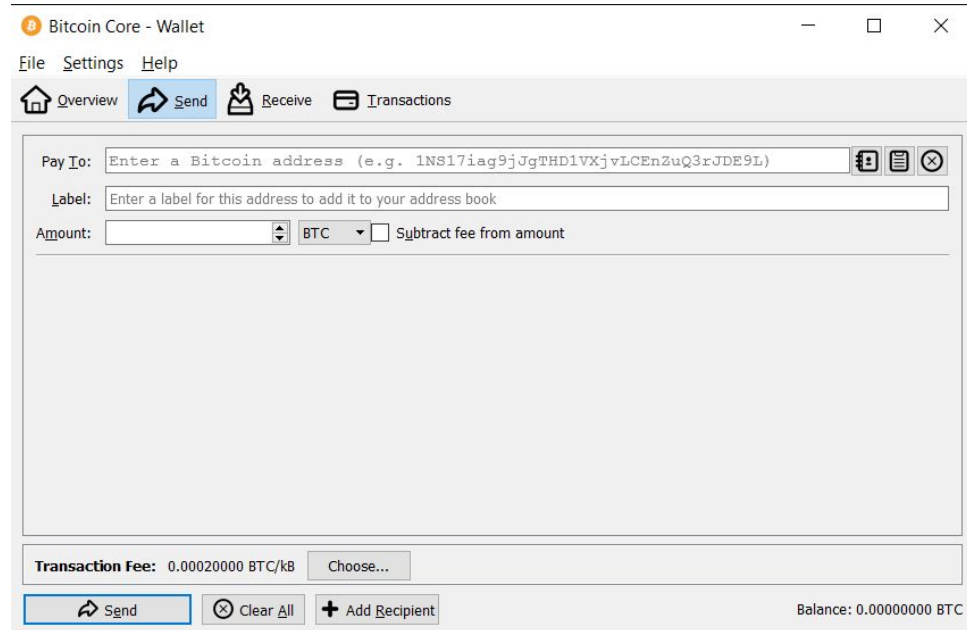 Bitcoin Core - Wallet
File Settings Help
Overview Send Receive Transactions
Pay To: Enter a Bitcoin address (e.g. 1NS17iag9jJgTHD1VXjvLCEnZuQ3rJDE9L)
Label: Enter a label for this address to add it to your address book
Amount: BTC Subtract fee from amount
Transaction Fee: 0.00020000 BTC/kB Choose...
Send Clear All Add Recipient Balance: 0.00000000 BTC